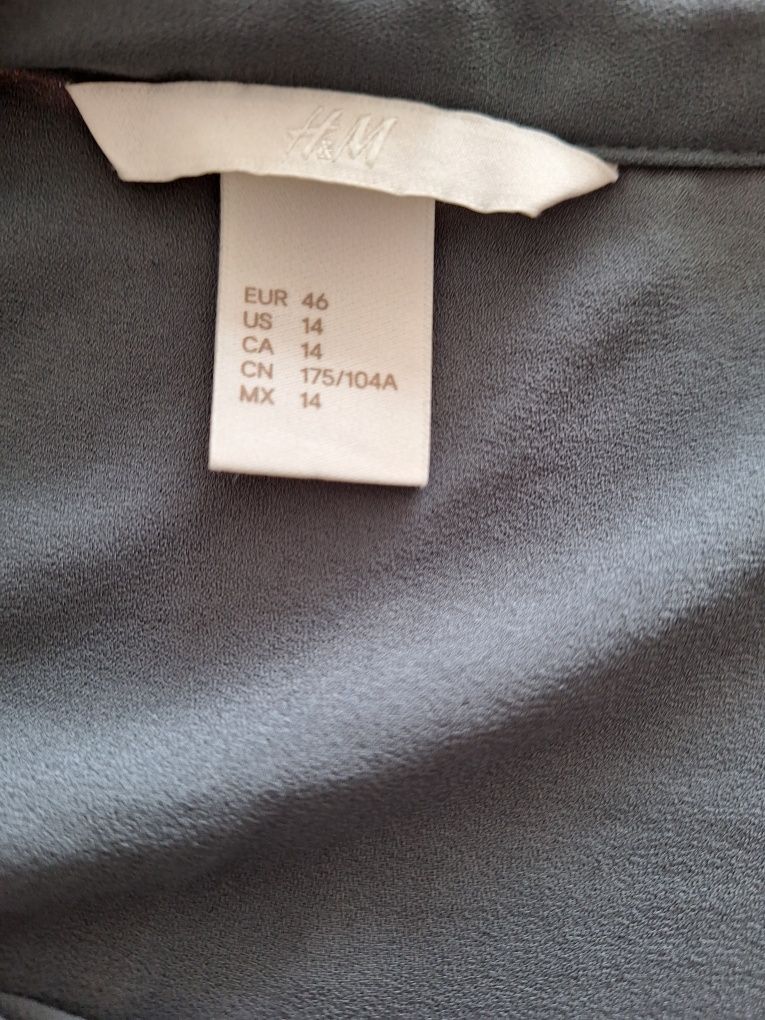 H&M
EUR 46
US 14
CA 14
CN 175/104A
MX 14